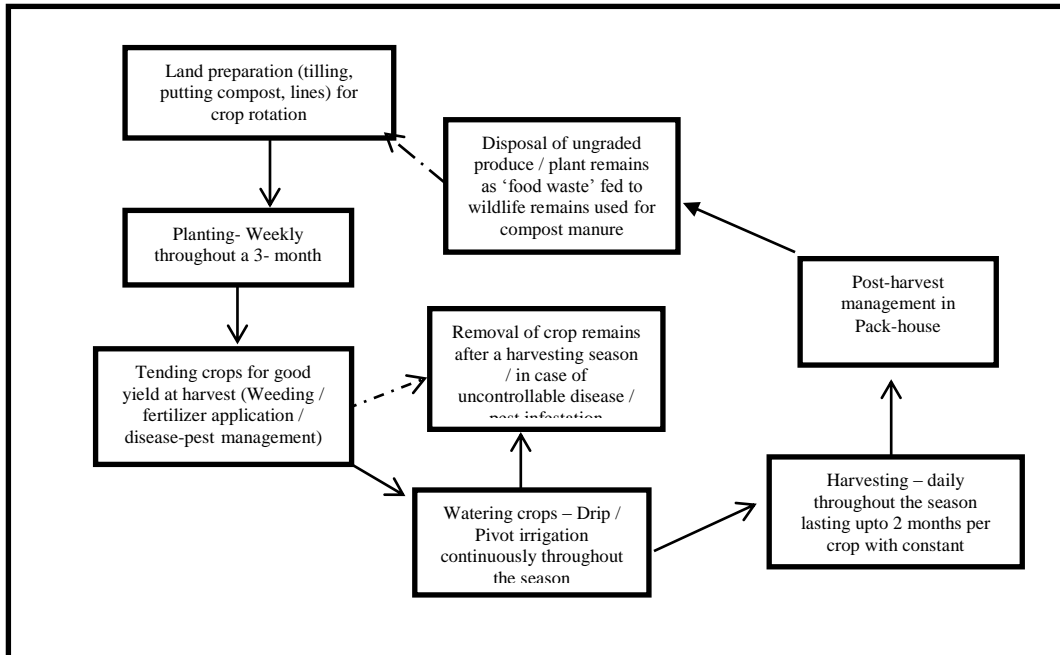 Land preparation (tilling,
putting compost, lines) for
crop rotation
Disposal of ungraded
produce / plant remains
as ‘food waste’ fed to
wildlife remains used for
compost manure
Planting- Weekly
throughout a 3- month
Post-harvest
management in
Pack-house
Removal of crop remains
after a harvesting season
/ in case of
uncontrollable disease /
pest infestation
Tending crops for good
yield at harvest (Weeding /
fertilizer application /
disease-pest management)
Harvesting – daily
throughout the season
lasting upto 2 months per
crop with constant
Watering crops – Drip /
Pivot irrigation
continuously throughout
the season